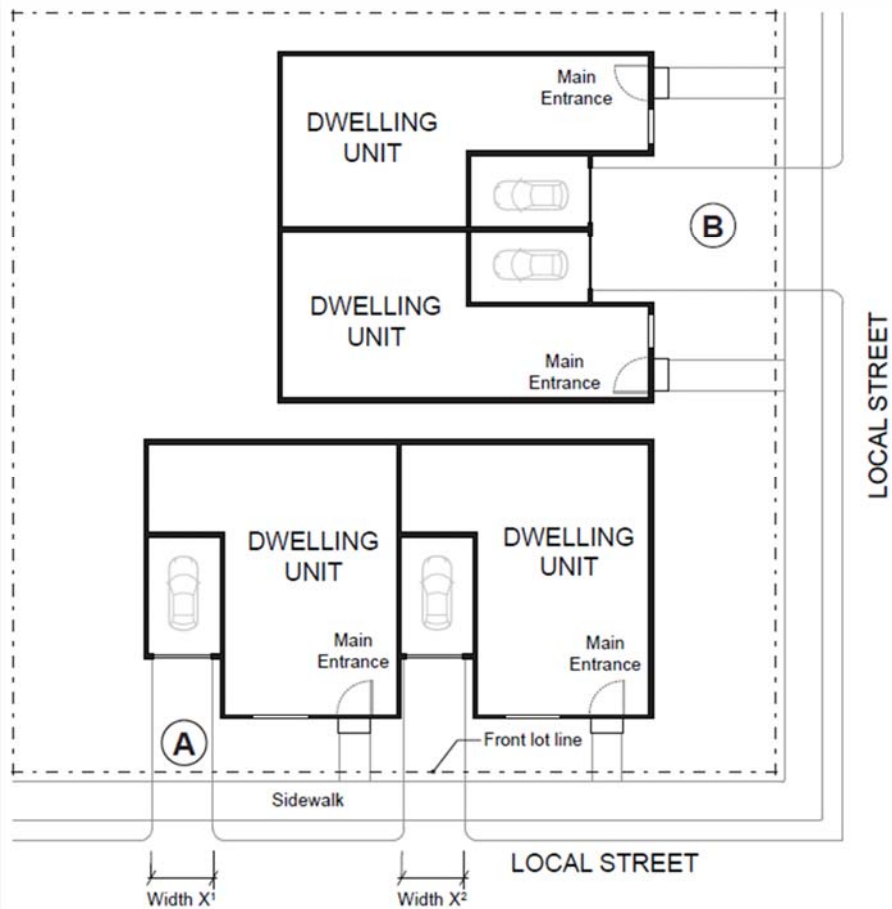 Main
Entrance
DWELLING
UNIT
B
DWELLING
UNIT
Main
Entrance
LOCAL STREET
DWELLING
UNIT
DWELLING
UNIT
Main
Entrance
Main
Entrance
A
Front lot line
Sidewalk
LOCAL STREET
Width X¹
Width X²